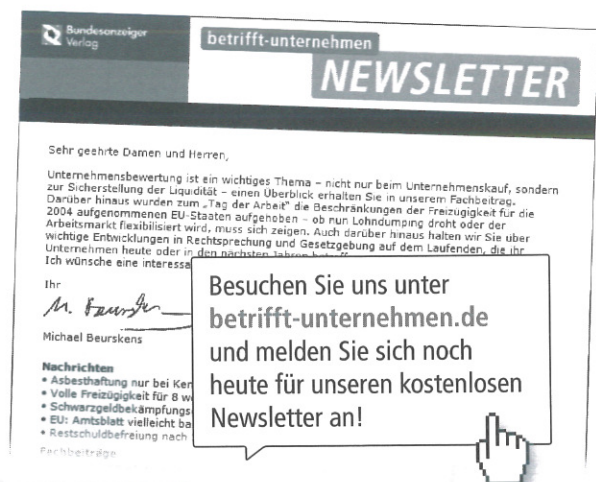 Bundesanzeiger
Verlag
betrifft-unternehmen
NEWSLETTER
Sehr geehrte Damen und Herren,
Unternehmensbewertung ist ein wichtiges Thema – nicht nur beim Unternehmenskauf, sondern
zur Sicherstellung der Liquidität – einen Überblick erhalten Sie in unserem Fachbeitrag.
Darüber hinaus wurden zum „Tag der Arbeit" die Beschränkungen der Freizügigkeit für die
2004 aufgenommenen EU-Staaten aufgehoben – ob nun Lohndumping droht oder der
Arbeitsmarkt flexibilisiert wird, muss sich zeigen. Auch darüber hinaus halten wir Sie über
wichtige Entwicklungen in Rechtsprechung und Gesetzgebung auf dem Laufenden, die ihr
Unternehmen heute oder in den nächsten Jahren
Ich wünsche eine interessa
Ihr
Michael Beurskens
Nachrichten
• Asbesthaftung nur bei Ken
• Volle Freizügigkeit für 8 w
• Schwarzgeldbekämpfungs
• EU: Amtsblatt vielleicht ba
• Restschuldbefreiung nach
Fachbeiträge
Besuchen Sie uns unter
betrifft-unternehmen.de
und melden Sie sich noch
heute für unseren kostenlosen
Newsletter an!